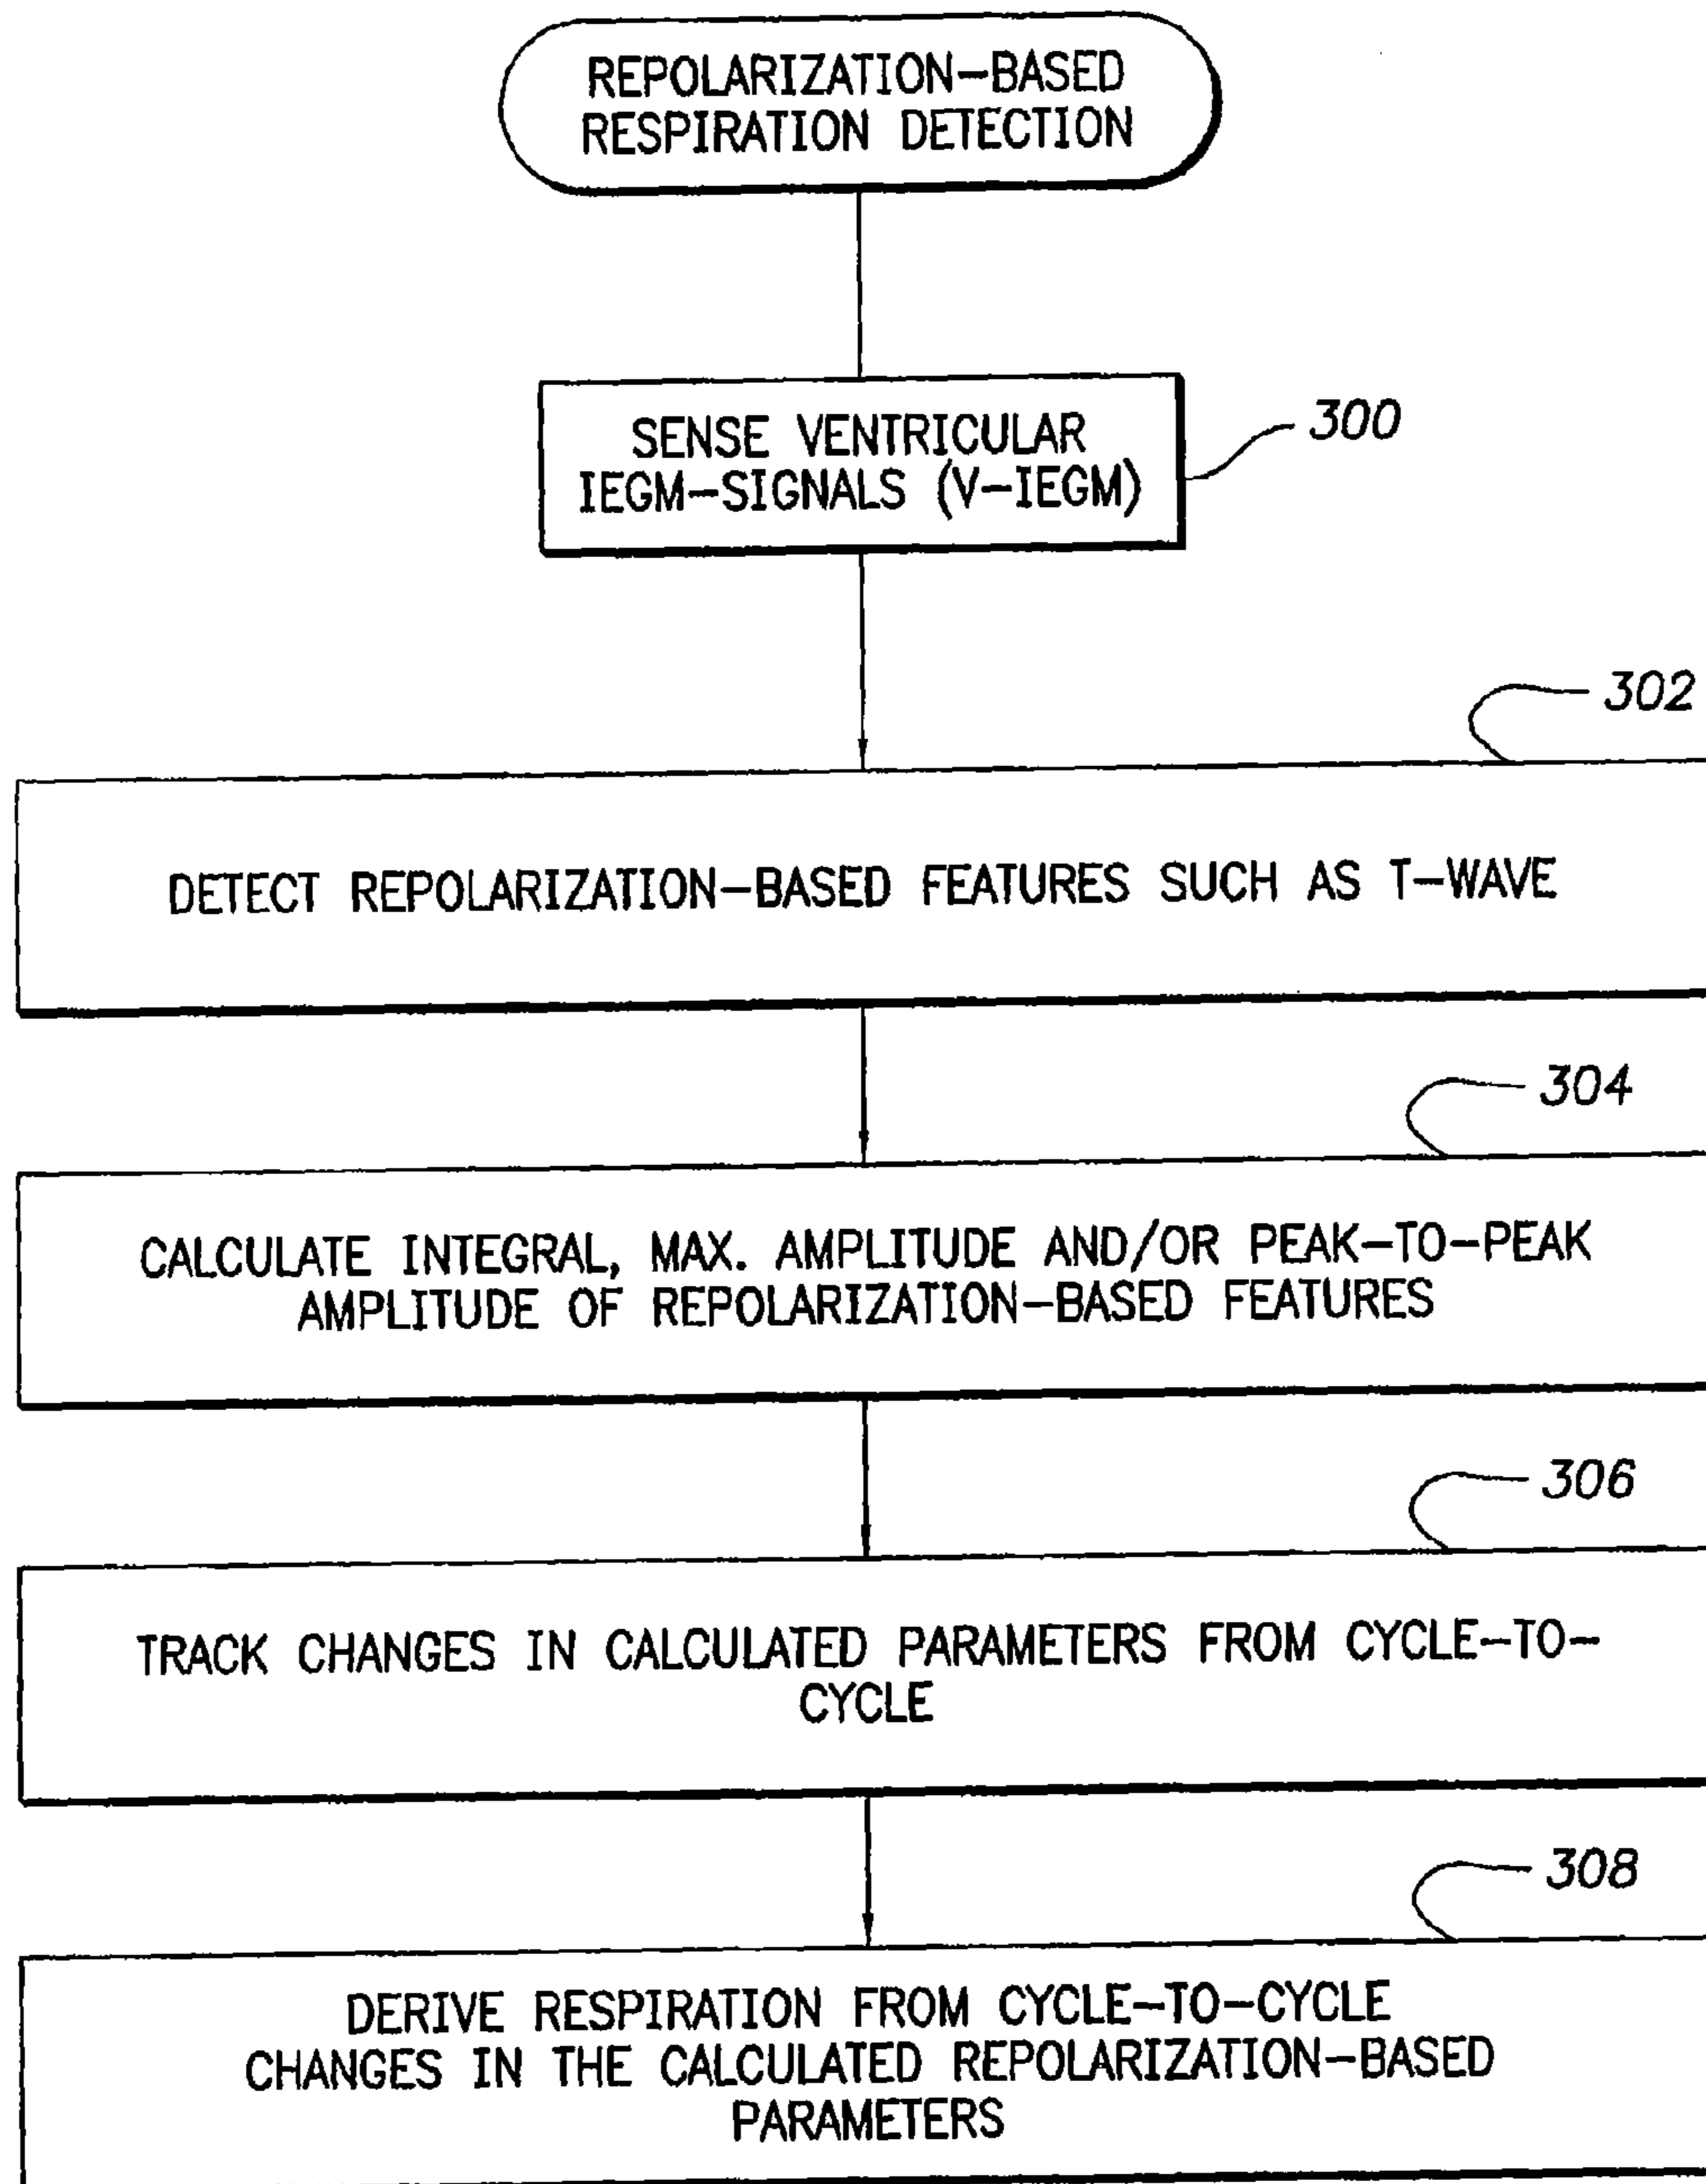 REPOLARIZATION-BASED
RESPIRATION DETECTION
SENSE VENTRICULAR
IEGM-SIGNALS (V-IEGM)
300
302
DETECT REPOLARIZATION-BASED FEATURES SUCH AS T-WAVE
304
CALCULATE INTEGRAL, MAX. AMPLITUDE AND/OR PEAK-TO-PEAK
AMPLITUDE OF REPOLARIZATION-BASED FEATURES
306
TRACK CHANGES IN CALCULATED PARAMETERS FROM CYCLE-TO-
CYCLE
308
DERIVE RESPIRATION FROM CYCLE-TO-CYCLE
CHANGES IN THE CALCULATED REPOLARIZATION-BASED
PARAMETERS